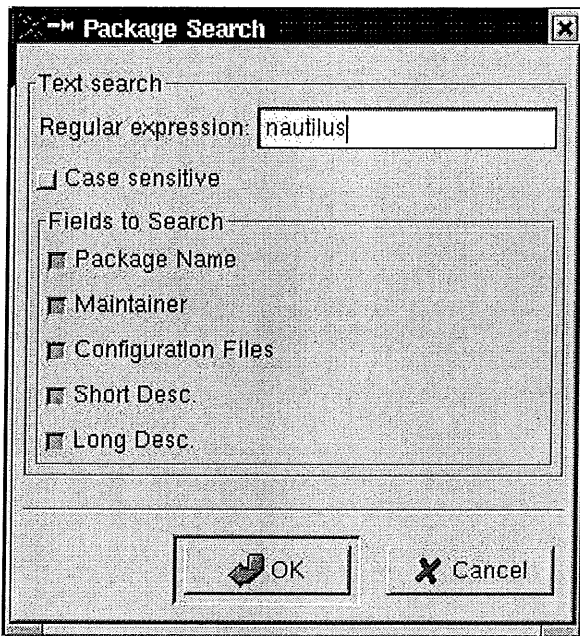 Package Search
Text search
Regular expression: nautilus
Case sensitive
Fields to Search
Package Name
Maintainer
Configuration Files
Short Desc.
Long Desc.
OK Cancel